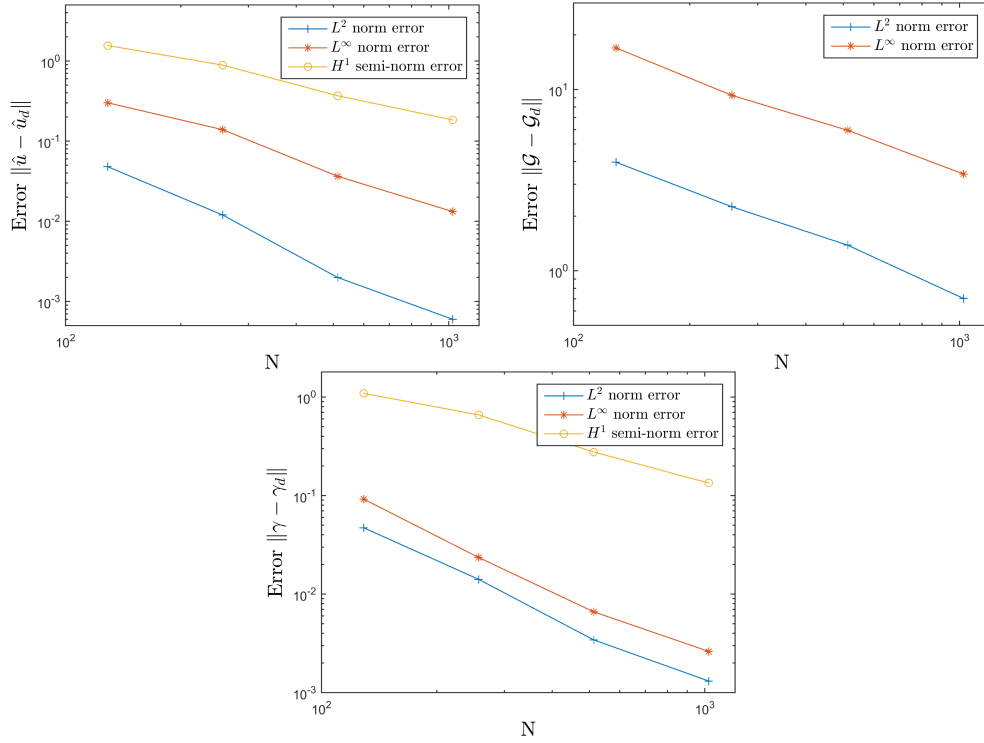 10^0
10^-1
10^-2
10^-3
Error ||û − û_d||
10^2
10^3
N
L^2 norm error
L^∞ norm error
H^1 semi-norm error
10^1
10^0
Error ||𝒢 − 𝒢_d||
10^2
10^3
N
L^2 norm error
L^∞ norm error
10^0
10^-1
10^-2
10^-3
Error ||γ − γ_d||
10^2
10^3
N
L^2 norm error
L^∞ norm error
H^1 semi-norm error